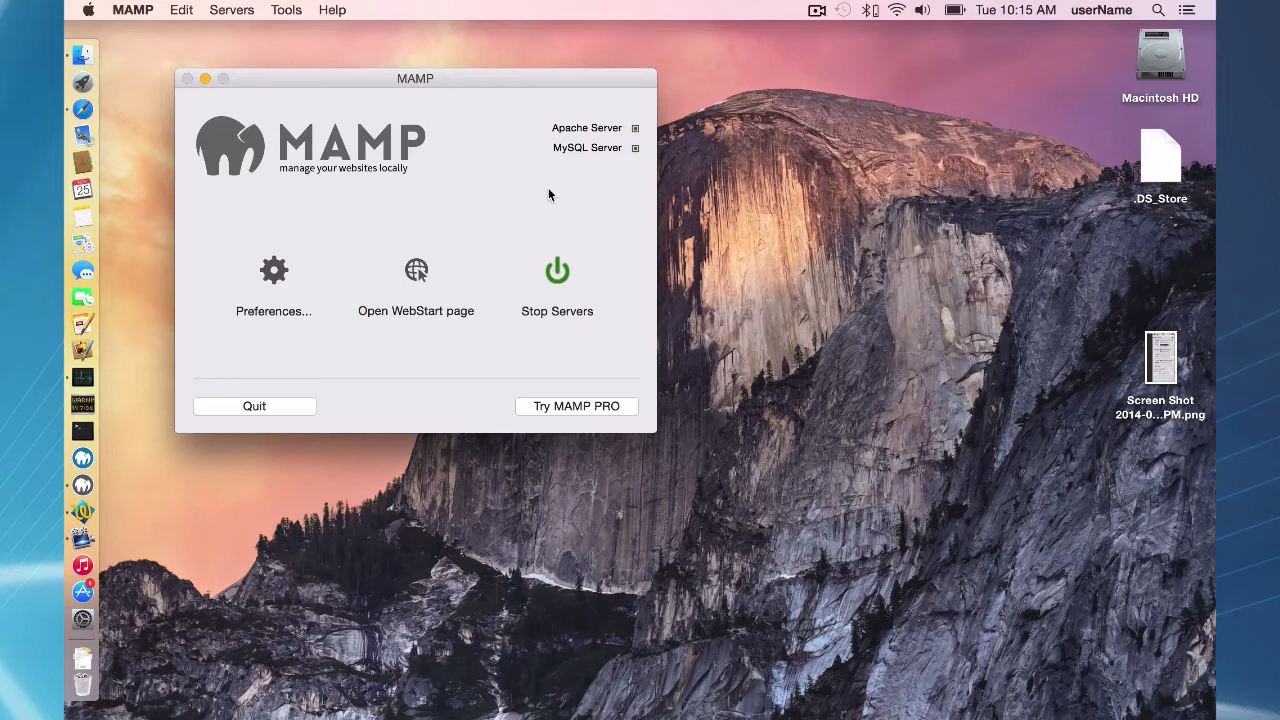 MAMP Edit Servers Tools Help
Tue 10:15 AM userName
MAMP
MAMP
manage your websites locally
Apache Server
MySQL Server
Preferences...
Open WebStart page
Stop Servers
Quit
Try MAMP PRO
Macintosh HD
.DS_Store
Screen Shot
2014-0...PM.png
25